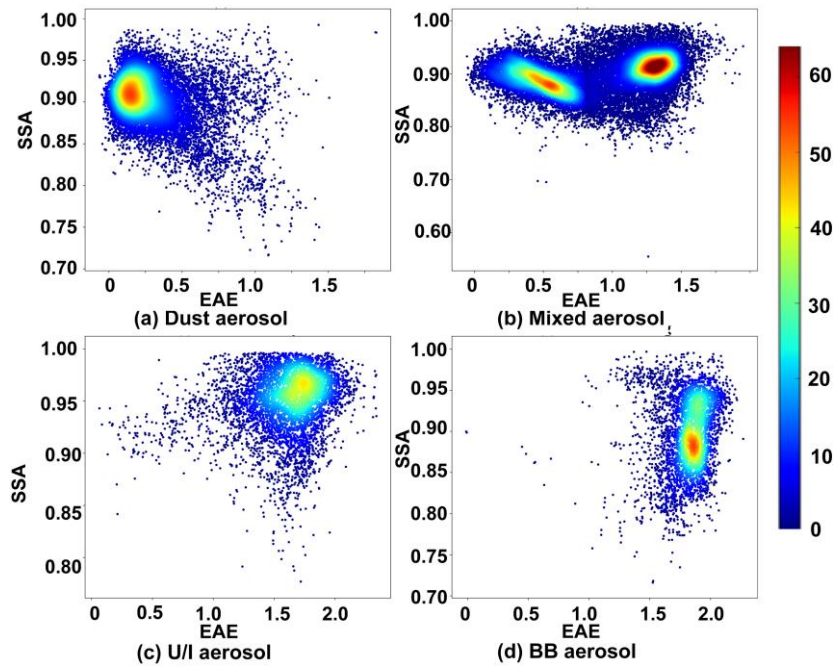 1.00
0.95
0.90
0.85
0.80
0.75
0.70
SSA
0 0.5 1.0 1.5
EAE
(a) Dust aerosol
1.00
0.90
0.80
0.70
0.60
SSA
0 0.5 1.0 1.5
EAE
(b) Mixed aerosol
1.00
0.95
0.90
0.85
0.80
SSA
0 0.5 1.0 1.5 2.0
EAE
(c) U/I aerosol
1.00
0.95
0.90
0.85
0.80
0.75
0.70
SSA
0 0.5 1.0 1.5 2.0
EAE
(d) BB aerosol
60
50
40
30
20
10
0